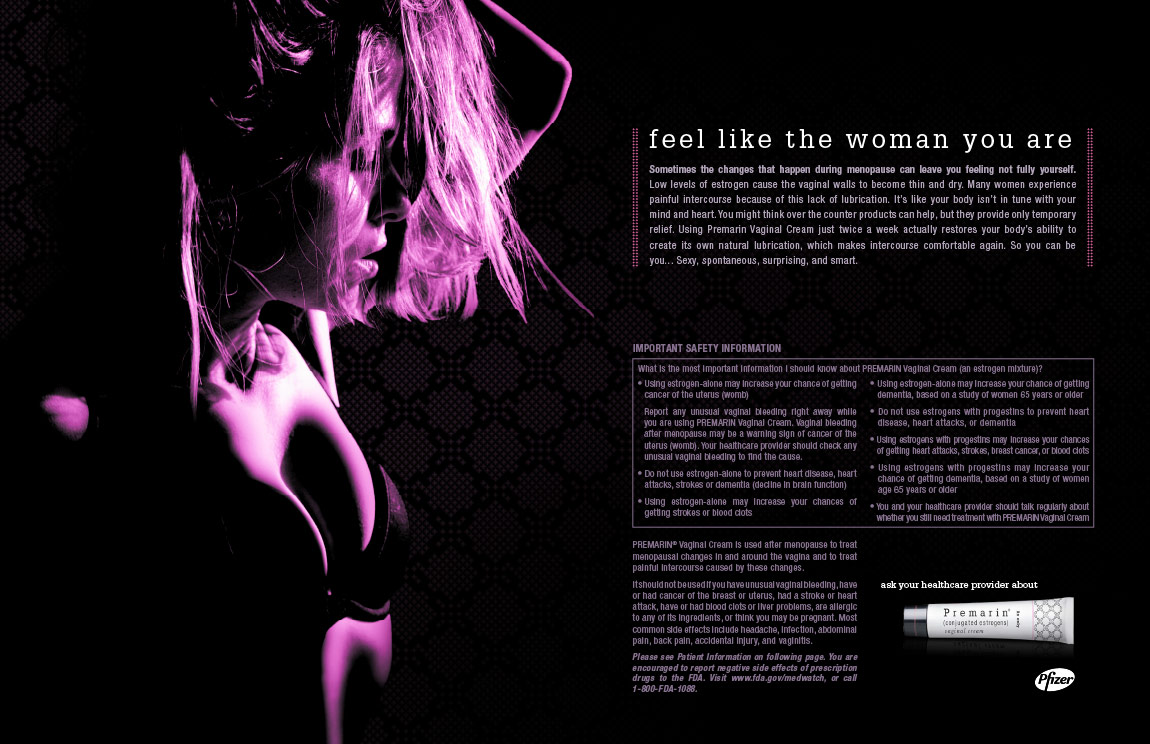 feel like the woman you are
Sometimes the changes that happen during menopause can leave you feeling not fully yourself.
Low levels of estrogen cause the vaginal walls to become thin and dry. Many women experience
painful intercourse because of this lack of lubrication. It's like your body isn't in tune with your
mind and heart. You might think over the counter products can help, but they provide only temporary
relief. Using Premarin Vaginal Cream just twice a week actually restores your body's ability to
create its own natural lubrication, which makes intercourse comfortable again. So you can be
you... Sexy, spontaneous, surprising, and smart.
IMPORTANT SAFETY INFORMATION
What is the most important information I should know about PREMARIN Vaginal Cream (an estrogen mixture)?
• Using estrogen-alone may increase your chance of getting
cancer of the uterus (womb)
Report any unusual vaginal bleeding right away while
you are using PREMARIN Vaginal Cream. Vaginal bleeding
after menopause may be a warning sign of cancer of the
uterus (womb). Your healthcare provider should check any
unusual vaginal bleeding to find the cause.
• Do not use estrogen-alone to prevent heart disease, heart
attacks, strokes or dementia (decline in brain function)
• Using estrogen-alone may increase your chances of
getting strokes or blood clots
• Using estrogen-alone may increase your chance of getting
dementia, based on a study of women 65 years or older
• Do not use estrogens with progestins to prevent heart
disease, heart attacks, or dementia
• Using estrogens with progestins may increase your chances
of getting heart attacks, strokes, breast cancer, or blood clots
• Using estrogens with progestins may increase your
chance of getting dementia, based on a study of women
age 65 years or older
• You and your healthcare provider should talk regularly about
whether you still need treatment with PREMARIN Vaginal Cream
PREMARIN® Vaginal Cream is used after menopause to treat
menopausal changes in and around the vagina and to treat
painful intercourse caused by these changes.
It should not be used if you have unusual vaginal bleeding, have
or had cancer of the breast or uterus, had a stroke or heart
attack, have or had blood clots or liver problems, are allergic
to any of its ingredients, or think you may be pregnant. Most
common side effects include headache, infection, abdominal
pain, back pain, accidental injury, and vaginitis.
Please see Patient Information on following page. You are
encouraged to report negative side effects of prescription
drugs to the FDA. Visit www.fda.gov/medwatch, or call
1-800-FDA-1088.
ask your healthcare provider about
Premarin®
(conjugated estrogens)
vaginal cream
Pfizer